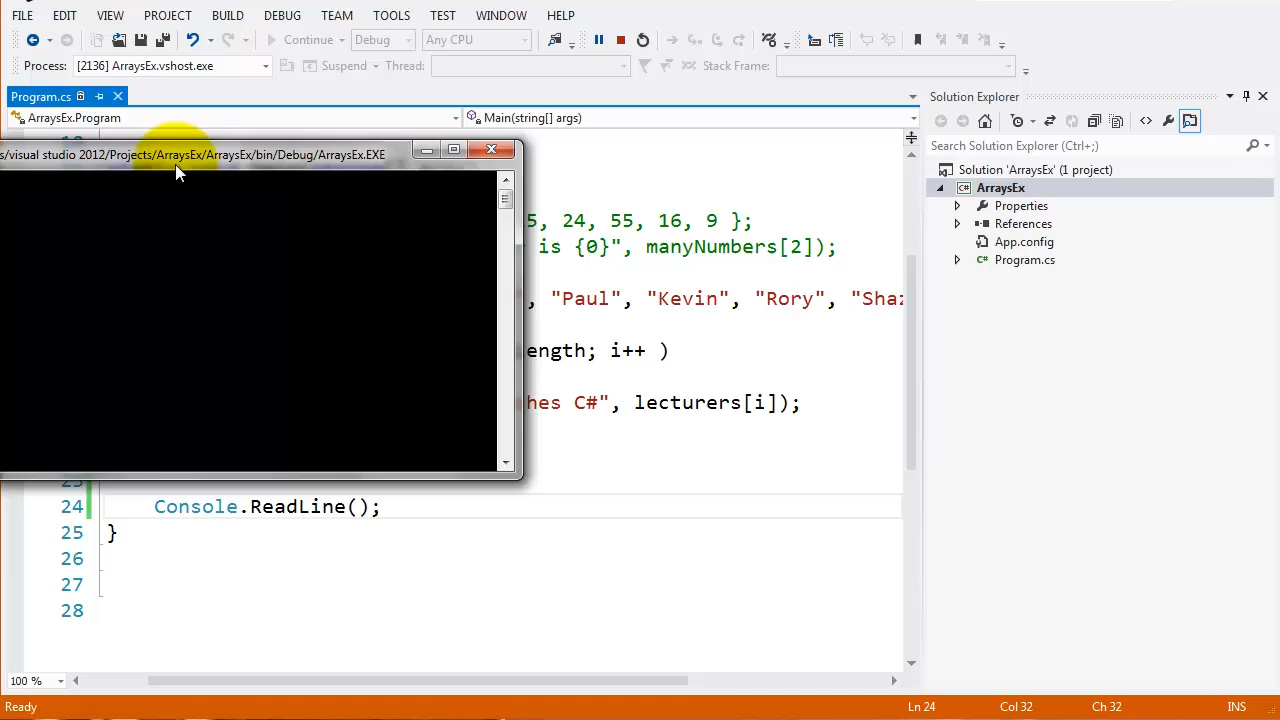 FILE EDIT VIEW PROJECT BUILD DEBUG TEAM TOOLS TEST WINDOW HELP
Continue Debug Any CPU
Process: [2136] ArraysEx.vshost.exe Suspend Thread: Stack Frame:
Program.cs
Solution Explorer
ArraysEx.Program Main(string[] args)
Search Solution Explorer (Ctrl+;)
s/visual studio 2012/Projects/ArraysEx/ArraysEx/bin/Debug/ArraysEx.EXE
Solution 'ArraysEx' (1 project)
ArraysEx
Properties
References
App.config
Program.cs
5, 24, 55, 16, 9 };
is {0}", manyNumbers[2]);
, "Paul", "Kevin", "Rory", "Shaz
ength; i++ )
hes C#", lecturers[i]);
24 Console.ReadLine();
25 }
26
27
28
100 %
Ready Ln 24 Col 32 Ch 32 INS